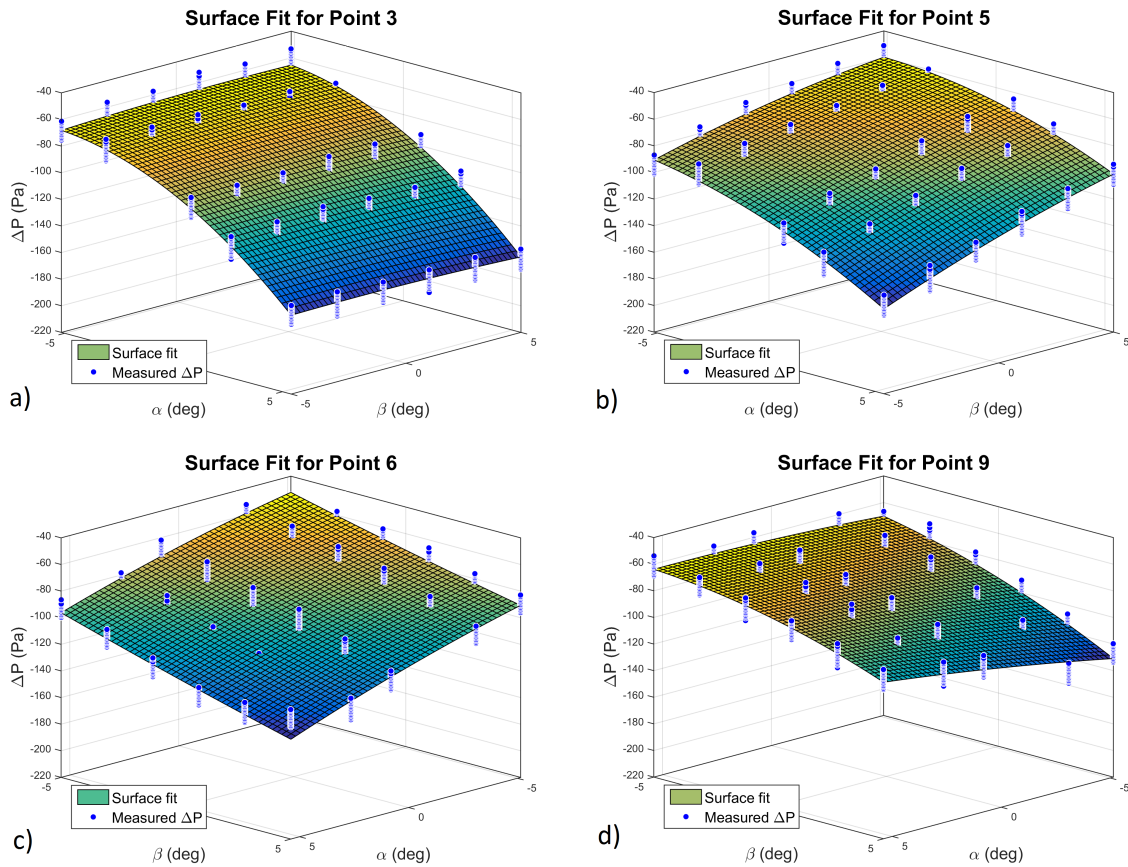 Surface Fit for Point 3
-40
-60
-80
-100
-120
-140
-160
-180
-200
-220
ΔP (Pa)
-5
5
α (deg)
-5
0
5
β (deg)
Surface fit
Measured ΔP
a)
Surface Fit for Point 5
-40
-60
-80
-100
-120
-140
-160
-180
-200
-220
ΔP (Pa)
-5
5
α (deg)
-5
0
5
β (deg)
Surface fit
Measured ΔP
b)
Surface Fit for Point 6
-40
-60
-80
-100
-120
-140
-160
-180
-200
-220
ΔP (Pa)
-5
5
β (deg)
5
0
-5
α (deg)
Surface fit
Measured ΔP
c)
Surface Fit for Point 9
-40
-60
-80
-100
-120
-140
-160
-180
-200
-220
ΔP (Pa)
-5
5
β (deg)
5
0
-5
α (deg)
Surface fit
Measured ΔP
d)